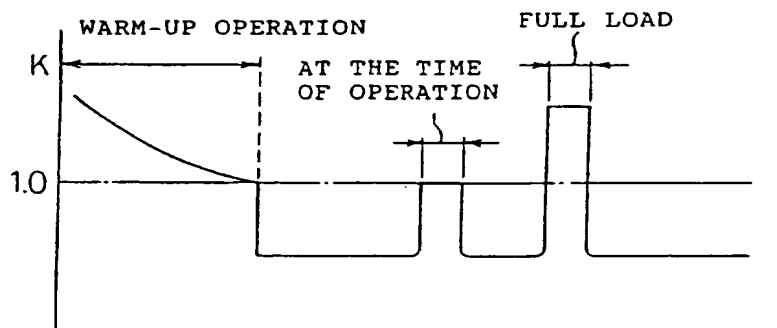 WARM-UP OPERATION
FULL LOAD
K
AT THE TIME
OF OPERATION
1.0